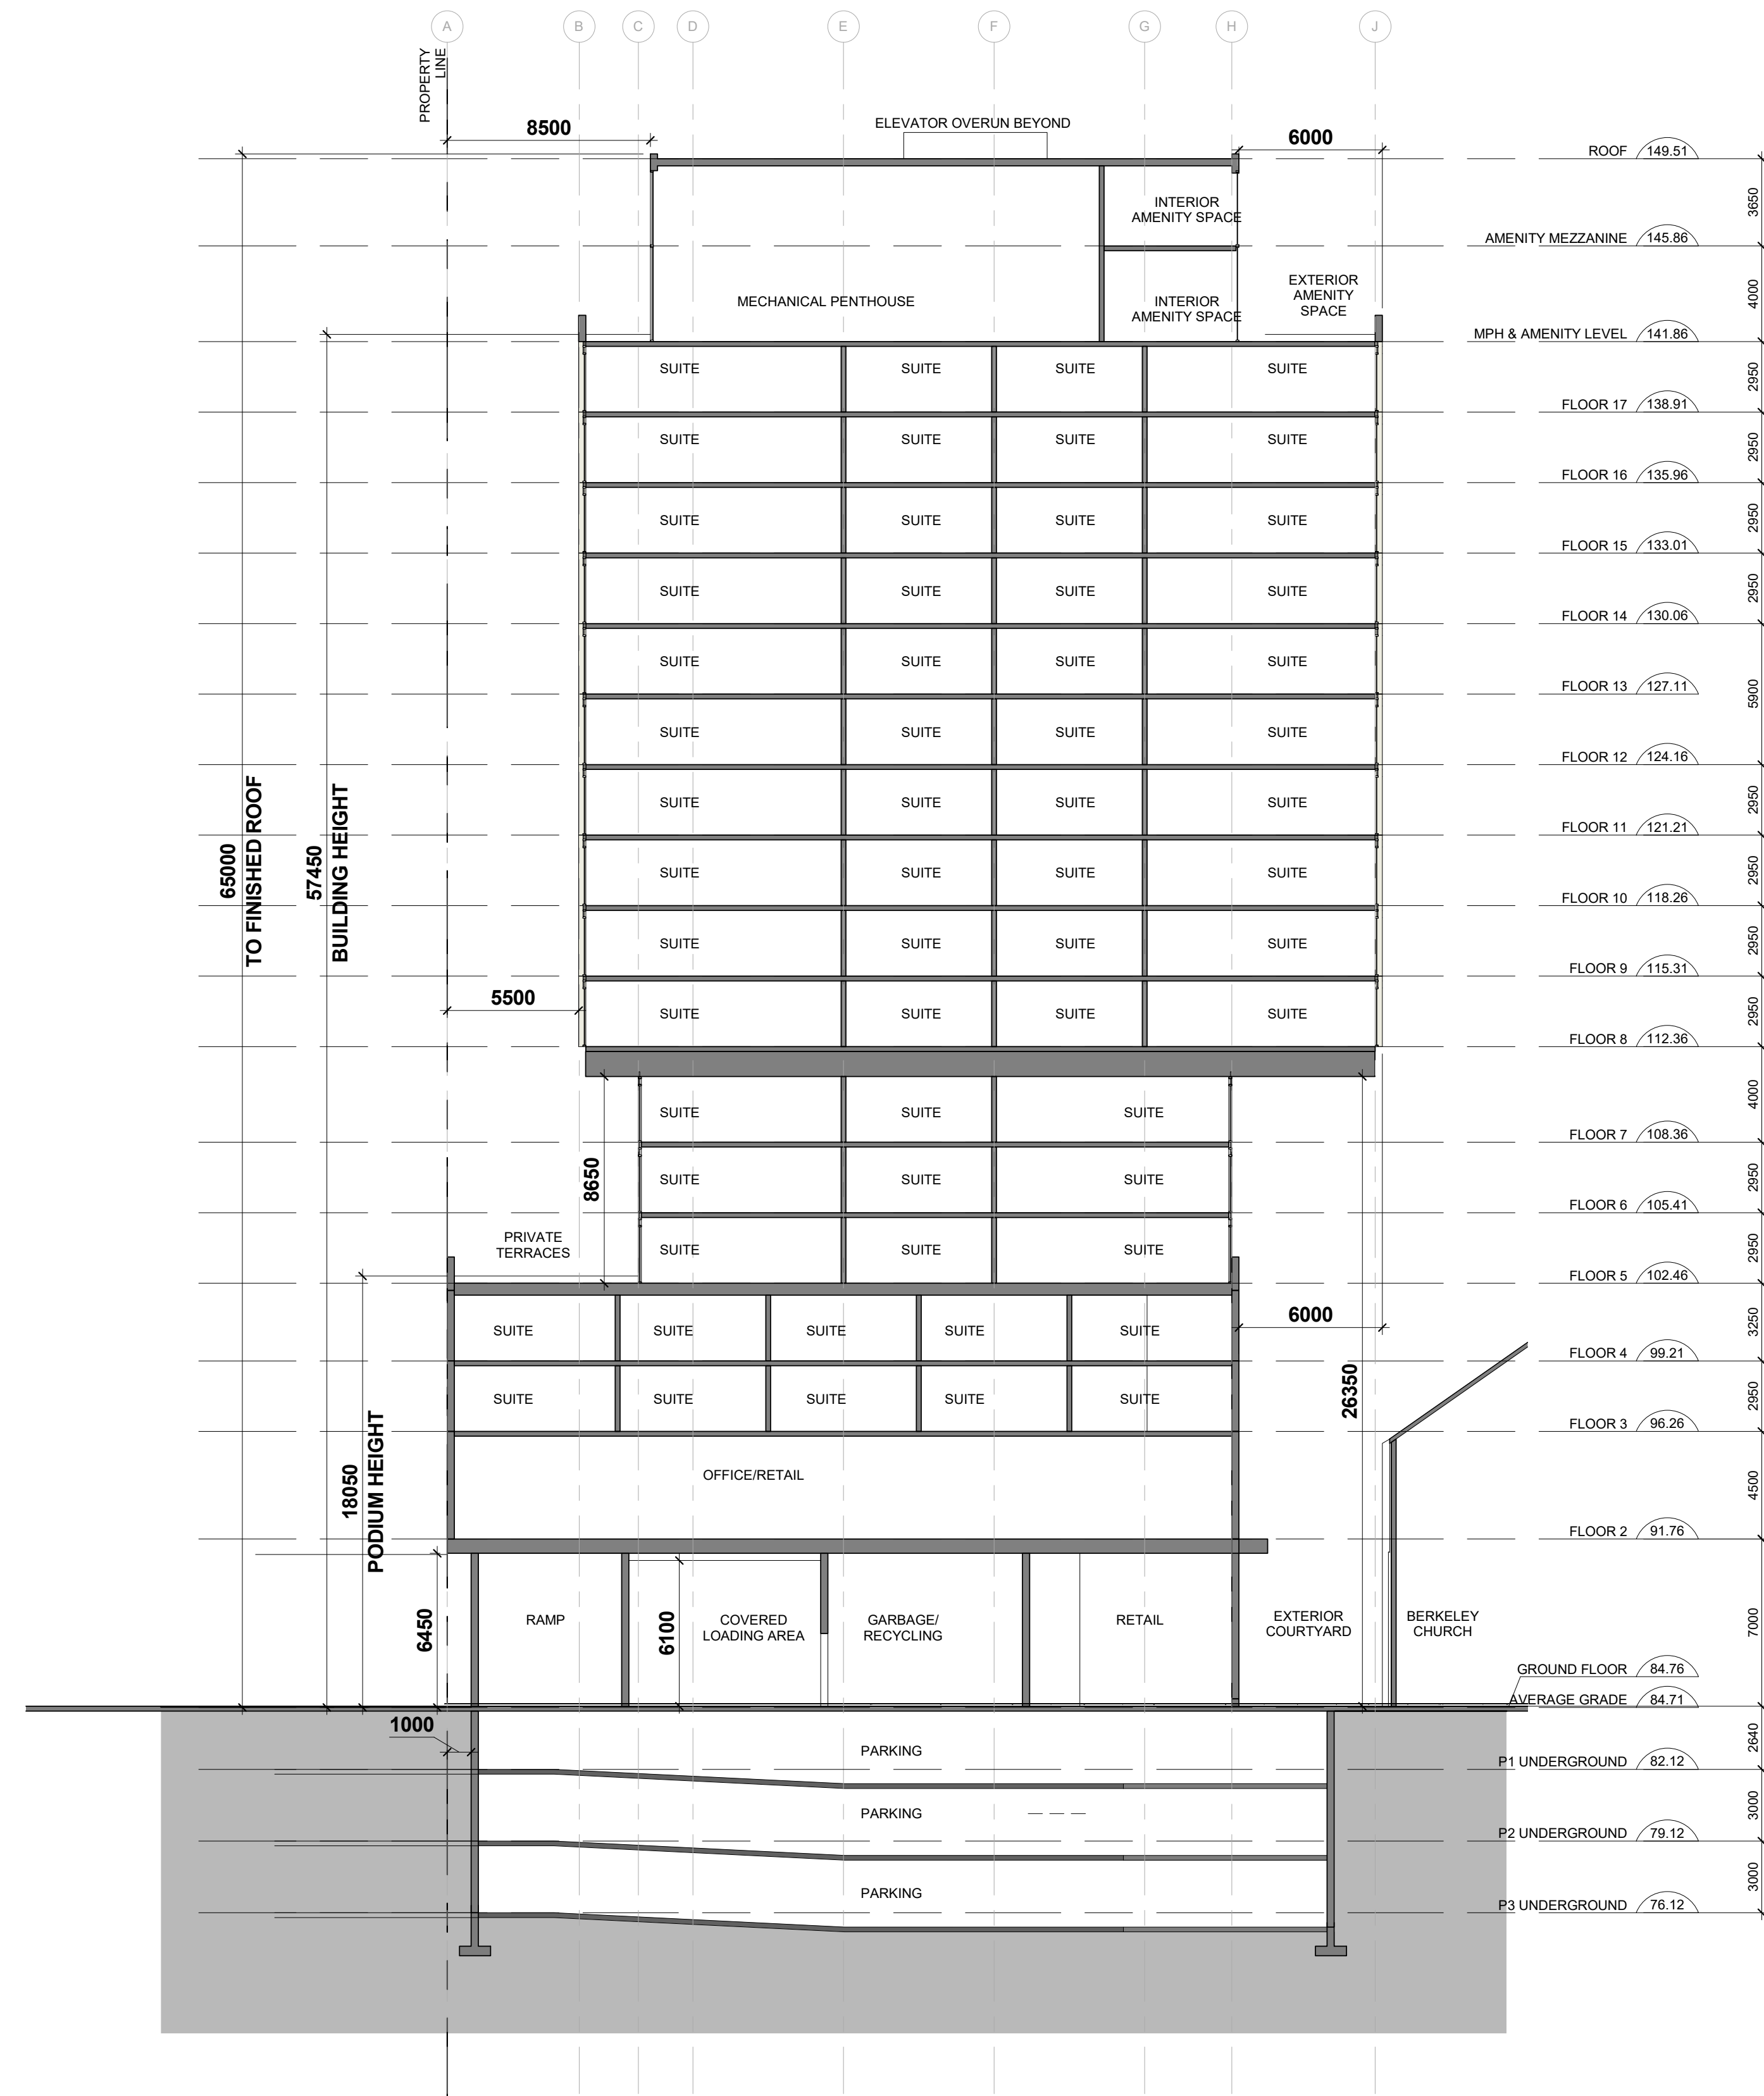 A B C D E F G H J
PROPERTY
LINE
8500
ELEVATOR OVERUN BEYOND
6000
ROOF 149.51
3650
INTERIOR
AMENITY SPACE
AMENITY MEZZANINE 145.86
4000
MECHANICAL PENTHOUSE
INTERIOR
AMENITY SPACE
EXTERIOR
AMENITY
SPACE
MPH & AMENITY LEVEL 141.86
SUITE SUITE SUITE SUITE
2950
FLOOR 17 138.91
SUITE SUITE SUITE SUITE
2950
FLOOR 16 135.96
SUITE SUITE SUITE SUITE
2950
FLOOR 15 133.01
SUITE SUITE SUITE SUITE
2950
FLOOR 14 130.06
SUITE SUITE SUITE SUITE
FLOOR 13 127.11
5900
SUITE SUITE SUITE SUITE
FLOOR 12 124.16
SUITE SUITE SUITE SUITE
2950
FLOOR 11 121.21
65000
TO FINISHED ROOF
57450
BUILDING HEIGHT
SUITE SUITE SUITE SUITE
2950
FLOOR 10 118.26
SUITE SUITE SUITE SUITE
2950
FLOOR 9 115.31
5500
SUITE SUITE SUITE SUITE
2950
FLOOR 8 112.36
SUITE SUITE SUITE
4000
FLOOR 7 108.36
8650
SUITE SUITE SUITE
2950
FLOOR 6 105.41
PRIVATE
TERRACES
SUITE SUITE SUITE
2950
FLOOR 5 102.46
6000
SUITE SUITE SUITE SUITE SUITE
3250
FLOOR 4 99.21
26350
SUITE SUITE SUITE SUITE SUITE
2950
FLOOR 3 96.26
18050
PODIUM HEIGHT
OFFICE/RETAIL
4500
FLOOR 2 91.76
6450
RAMP
6100
COVERED
LOADING AREA
GARBAGE/
RECYCLING
RETAIL
EXTERIOR
COURTYARD
BERKELEY
CHURCH
7000
GROUND FLOOR 84.76
AVERAGE GRADE 84.71
1000
PARKING
2640
P1 UNDERGROUND 82.12
PARKING
3000
P2 UNDERGROUND 79.12
PARKING
3000
P3 UNDERGROUND 76.12